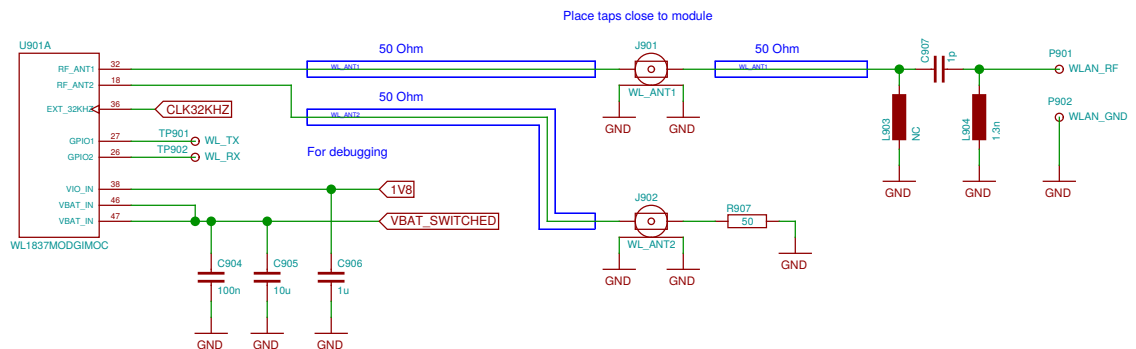 Place taps close to module
U901A
50 Ohm
J901
50 Ohm
C907
1p
P901
RF_ANT1
32
WL_ANT1
WL_ANT1
WLAN_RF
RF_ANT2
18
50 Ohm
WL_ANT1
P902
EXT_32KHZ
36
CLK32KHZ
WL_ANT2
GND
GND
L903
NC
L904
1.3n
WLAN_GND
TP901
GPIO1
27
WL_TX
TP902
GPIO2
26
WL_RX
For debugging
VIO_IN
38
1V8
GND
GND
GND
VBAT_IN
46
J902
R907
VBAT_IN
47
VBAT_SWITCHED
50
WL1837MODGIMOC
WL_ANT2
C904
C905
C906
GND
GND
GND
100n
10u
1u
GND
GND
GND